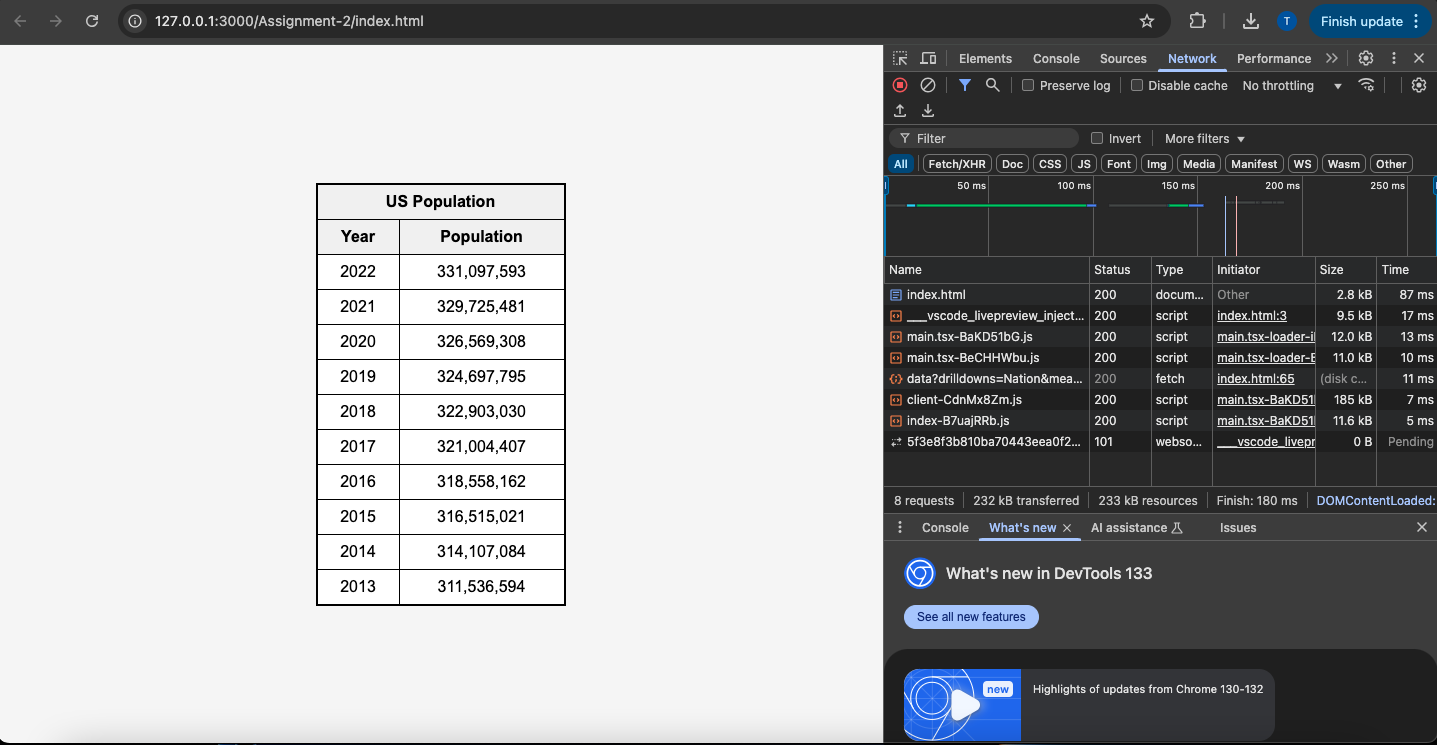 127.0.0.1:3000/Assignment-2/index.html
T
Finish update
US Population
Year Population
2022 331,097,593
2021 329,725,481
2020 326,569,308
2019 324,697,795
2018 322,903,030
2017 321,004,407
2016 318,558,162
2015 316,515,021
2014 314,107,084
2013 311,536,594
Elements Console Sources Network Performance
Preserve log Disable cache No throttling
Filter Invert More filters
All Fetch/XHR Doc CSS JS Font Img Media Manifest WS Wasm Other
50 ms 100 ms 150 ms 200 ms 250 ms
Name Status Type Initiator Size Time
index.html 200 docum... Other 2.8 kB 87 ms
___vscode_livepreview_inject... 200 script index.html:3 9.5 kB 17 ms
main.tsx-BaKD51bG.js 200 script main.tsx-loader-i 12.0 kB 13 ms
main.tsx-BeCHHWbu.js 200 script main.tsx-loader-E 11.0 kB 10 ms
data?drilldowns=Nation&mea... 200 fetch index.html:65 (disk c... 11 ms
client-CdnMx8Zm.js 200 script main.tsx-BaKD51 185 kB 7 ms
index-B7uajRRb.js 200 script main.tsx-BaKD51 11.6 kB 5 ms
5f3e8f3b810ba70443eea0f2... 101 webso... ___vscode_livepr 0 B Pending
8 requests 232 kB transferred 233 kB resources Finish: 180 ms DOMContentLoaded:
Console What's new AI assistance Issues
What's new in DevTools 133
See all new features
new
Highlights of updates from Chrome 130-132